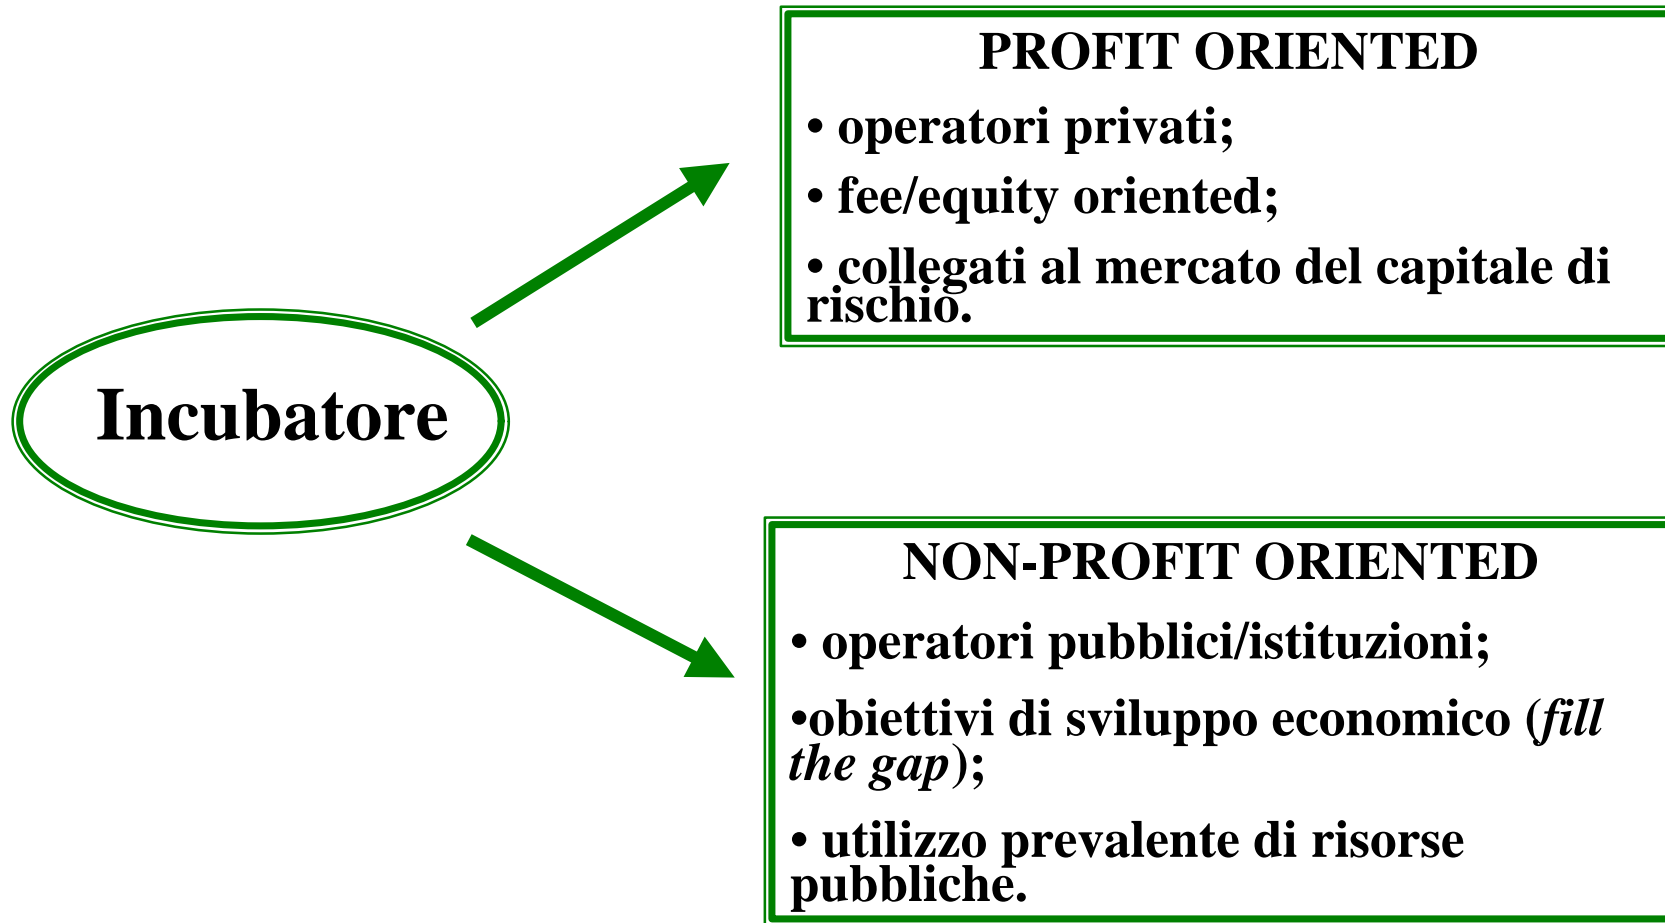 PROFIT ORIENTED
• operatori privati;
• fee/equity oriented;
• collegati al mercato del capitale di
rischio.
Incubatore
NON-PROFIT ORIENTED
• operatori pubblici/istituzioni;
•obiettivi di sviluppo economico (fill
the gap);
• utilizzo prevalente di risorse
pubbliche.